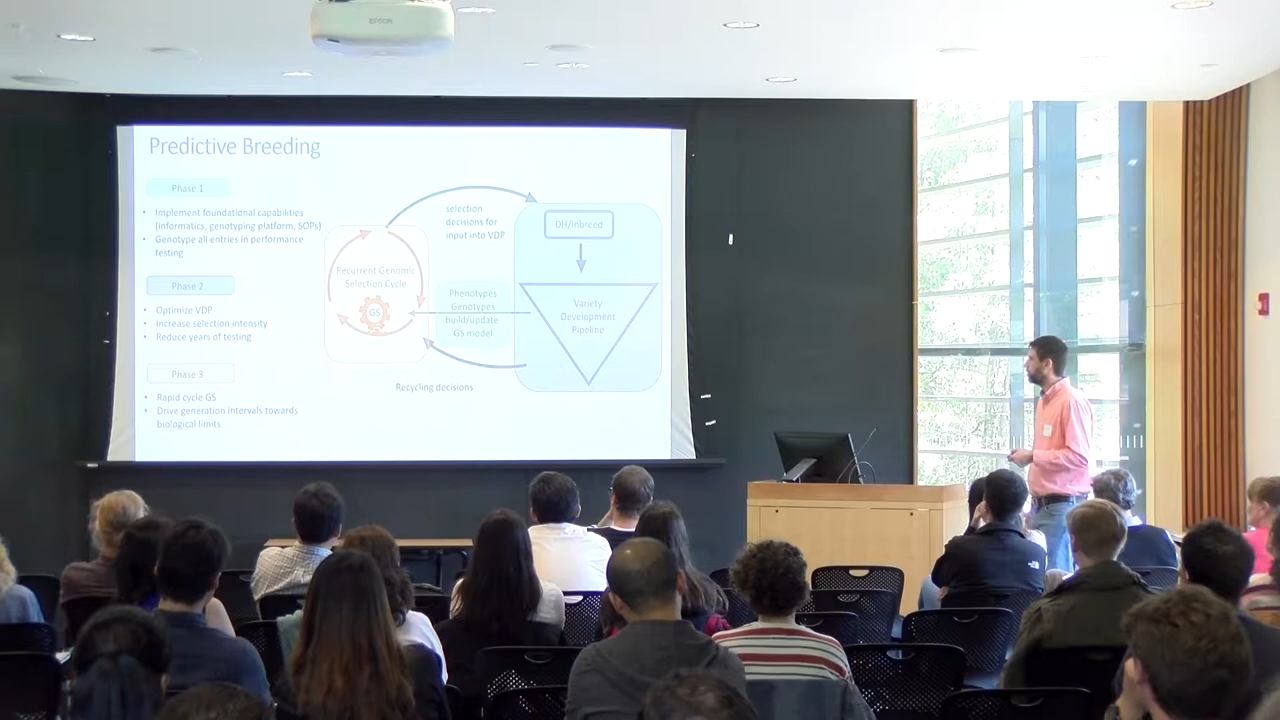 EPSON
Predictive Breeding
Phase 1
• Implement foundational capabilities
(informatics, genotyping platform, SOPs)
• Genotype all entries in performance
testing
Phase 2
• Optimize VDP
• Increase selection intensity
• Reduce years of testing
Phase 3
• Rapid cycle GS
• Drive generation intervals towards
biological limits
selection
decisions for
input into VDP
Recurrent Genomic
Selection Cycle
GS
Phenotypes
Genotypes
build/update
GS model
Recycling decisions
DH/Inbreed
Variety
Development
Pipeline